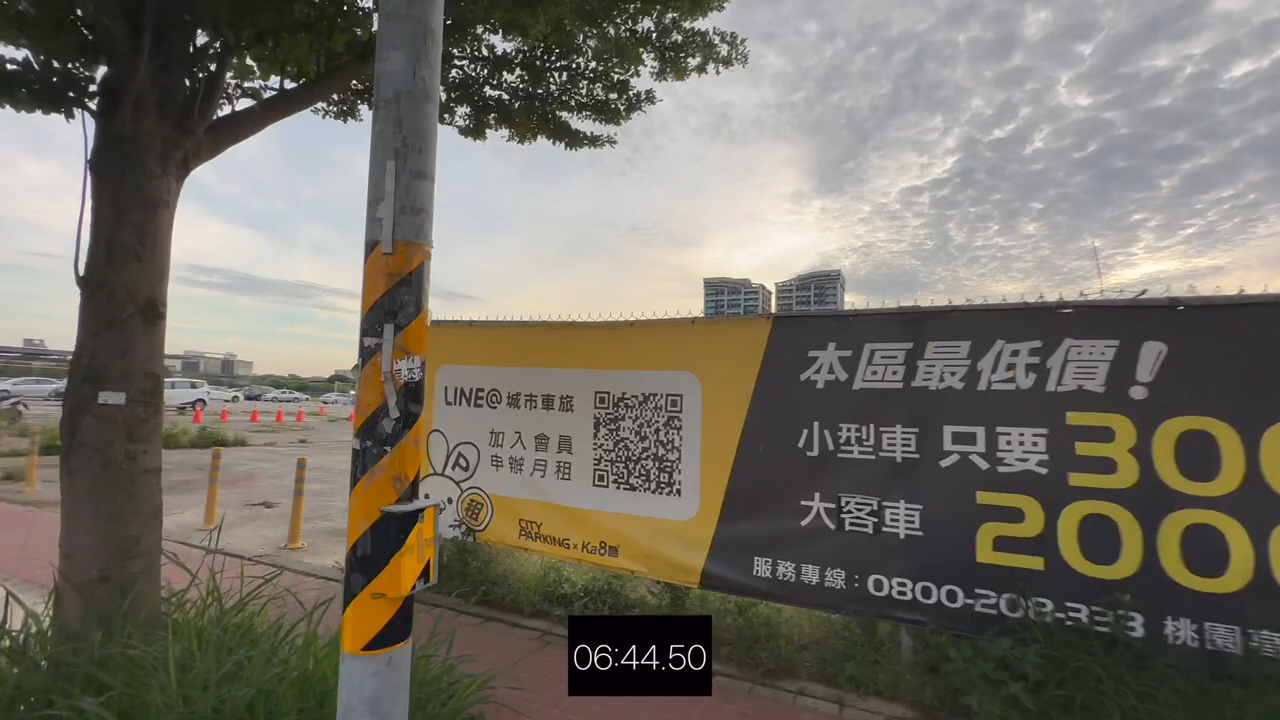 LINE@ 城市車旅
加入會員
申辦月租
租
CITY
PARKING x Ka8酷
本區最低價!
小型車 只要 300
大客車 2000
服務專線:0800-208-333 桃園
06:44.50